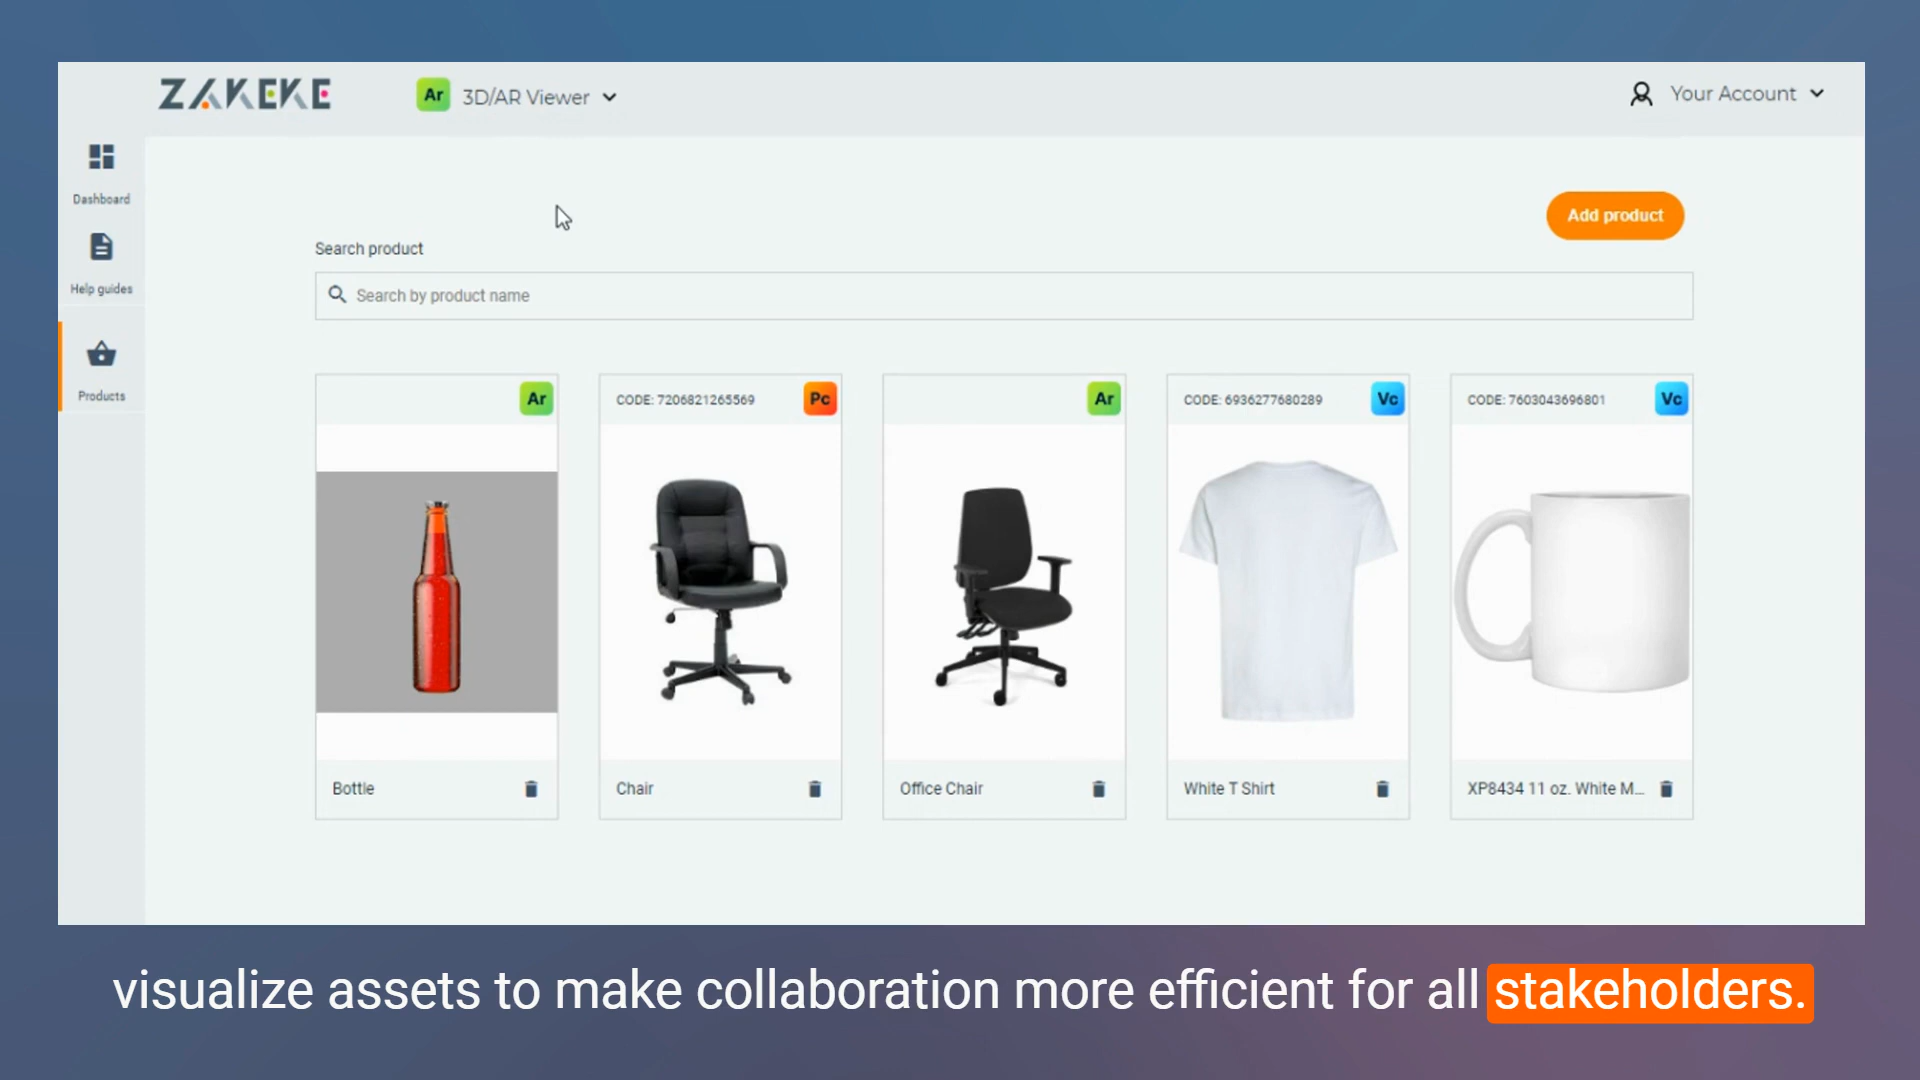 ZAKEKE
Ar 3D/AR Viewer
Your Account
Dashboard
Help guides
Products
Add product
Search product
Search by product name
Ar
CODE: 7206821265569 Pc
Ar
CODE: 6936277680289 Vc
CODE: 7603043696801 Vc
Bottle
Chair
Office Chair
White T Shirt
XP8434 11 oz. White M...
visualize assets to make collaboration more efficient for all stakeholders.